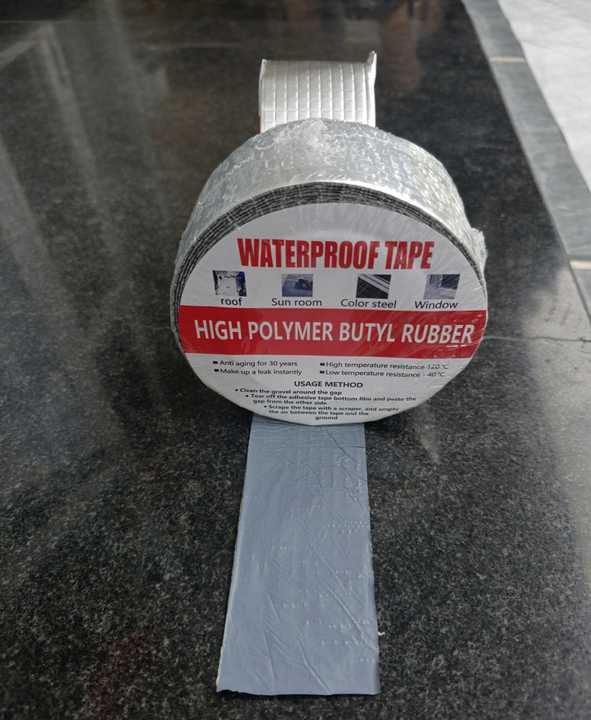 WATERPROOF TAPE
roof Sun room Color steel Window
HIGH POLYMER BUTYL RUBBER
Anti aging for 30 years High temperature resistance 120 ℃
Make up a leak instantly Low temperature resistance - 40 ℃
USAGE METHOD
• Clean the gravel around the gap
• Tear off the adhesive tape bottom film and paste the
gap from the other side
• Scrape the tape with a scraper, and empty
the air between the tape and the
ground